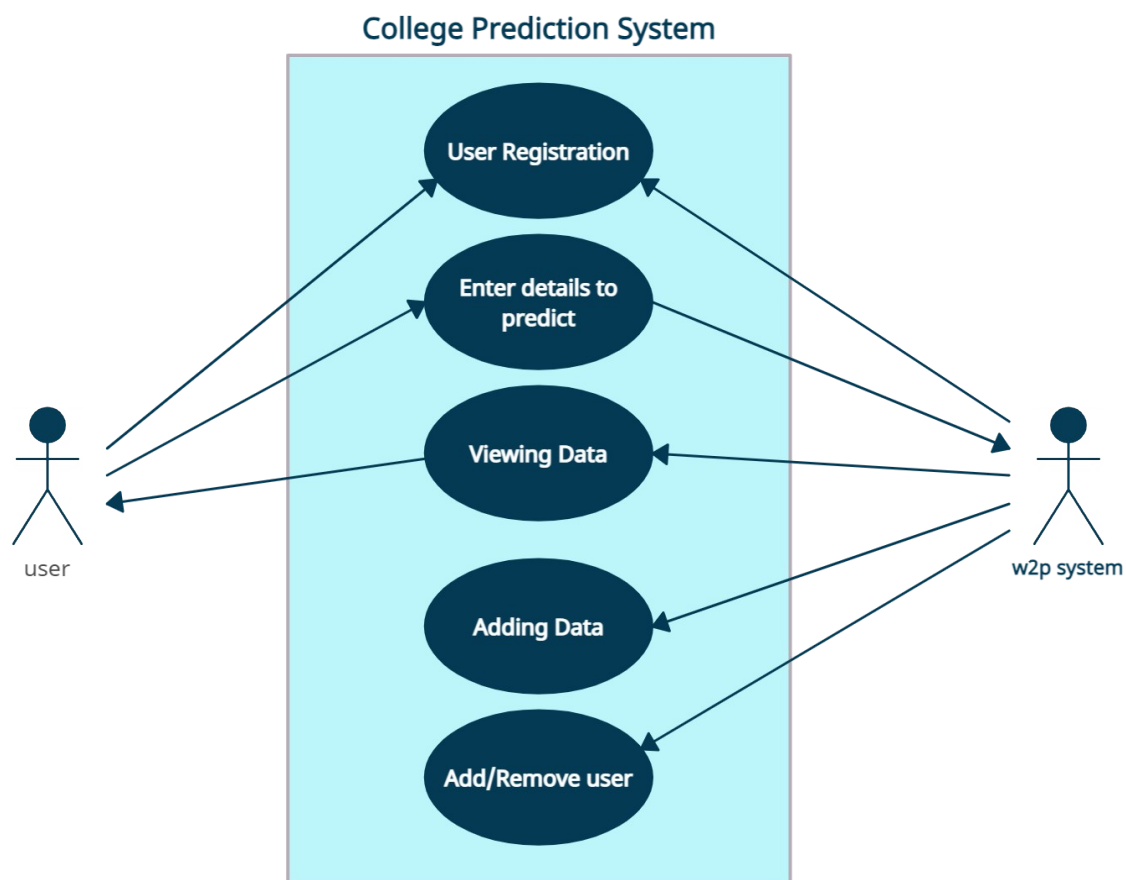 College Prediction System
User Registration
Enter details to
predict
Viewing Data
user
w2p system
Adding Data
Add/Remove user